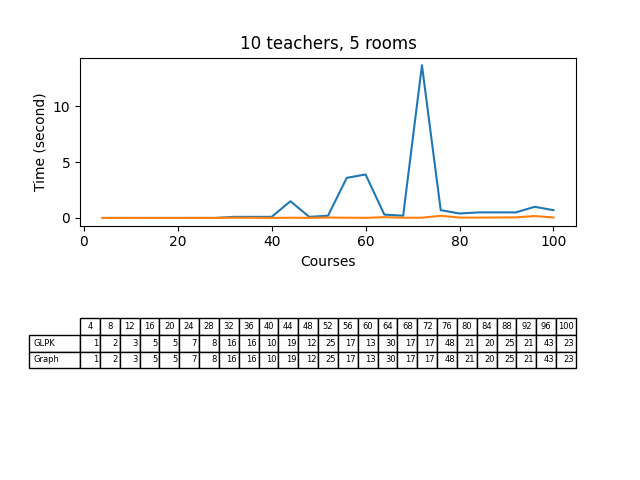 10 teachers, 5 rooms
10
5
0
Time (second)
0 20 40 60 80 100
Courses
4 8 12 16 20 24 28 32 36 40 44 48 52 56 60 64 68 72 76 80 84 88 92 96 100
GLPK 1 2 3 5 5 7 8 16 16 10 19 12 25 17 13 30 17 17 48 21 20 25 21 43 23
Graph 1 2 3 5 5 7 8 16 16 10 19 12 25 17 13 30 17 17 48 21 20 25 21 43 23